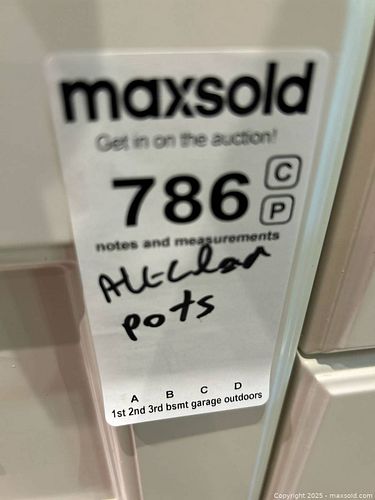 maxsold
Get in on the auction!
786 C
P
notes and measurements
All-Clad
pots
A B C D
1st 2nd 3rd bsmt garage outdoors
Copyright 2025 - maxsold.com